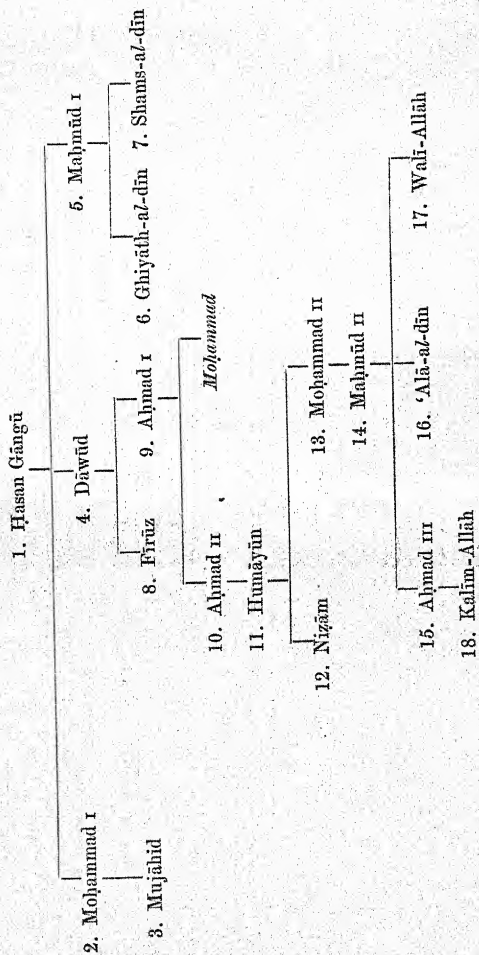 1. Ḥasan Gāngū
2. Moḥammad I
4. Dāwūd
5. Maḥmūd I
3. Mujāhid
8. Fīrūz
9. Aḥmad I
6. Ghiyāth-al-dīn
7. Shams-al-dīn
10. Aḥmad II
Moḥammad
11. Humāyūn
12. Niẓām
13. Moḥammad II
14. Maḥmūd II
15. Aḥmad III
16. ʻAlā-al-dīn
17. Walī-Allāh
18. Kalīm-Allāh